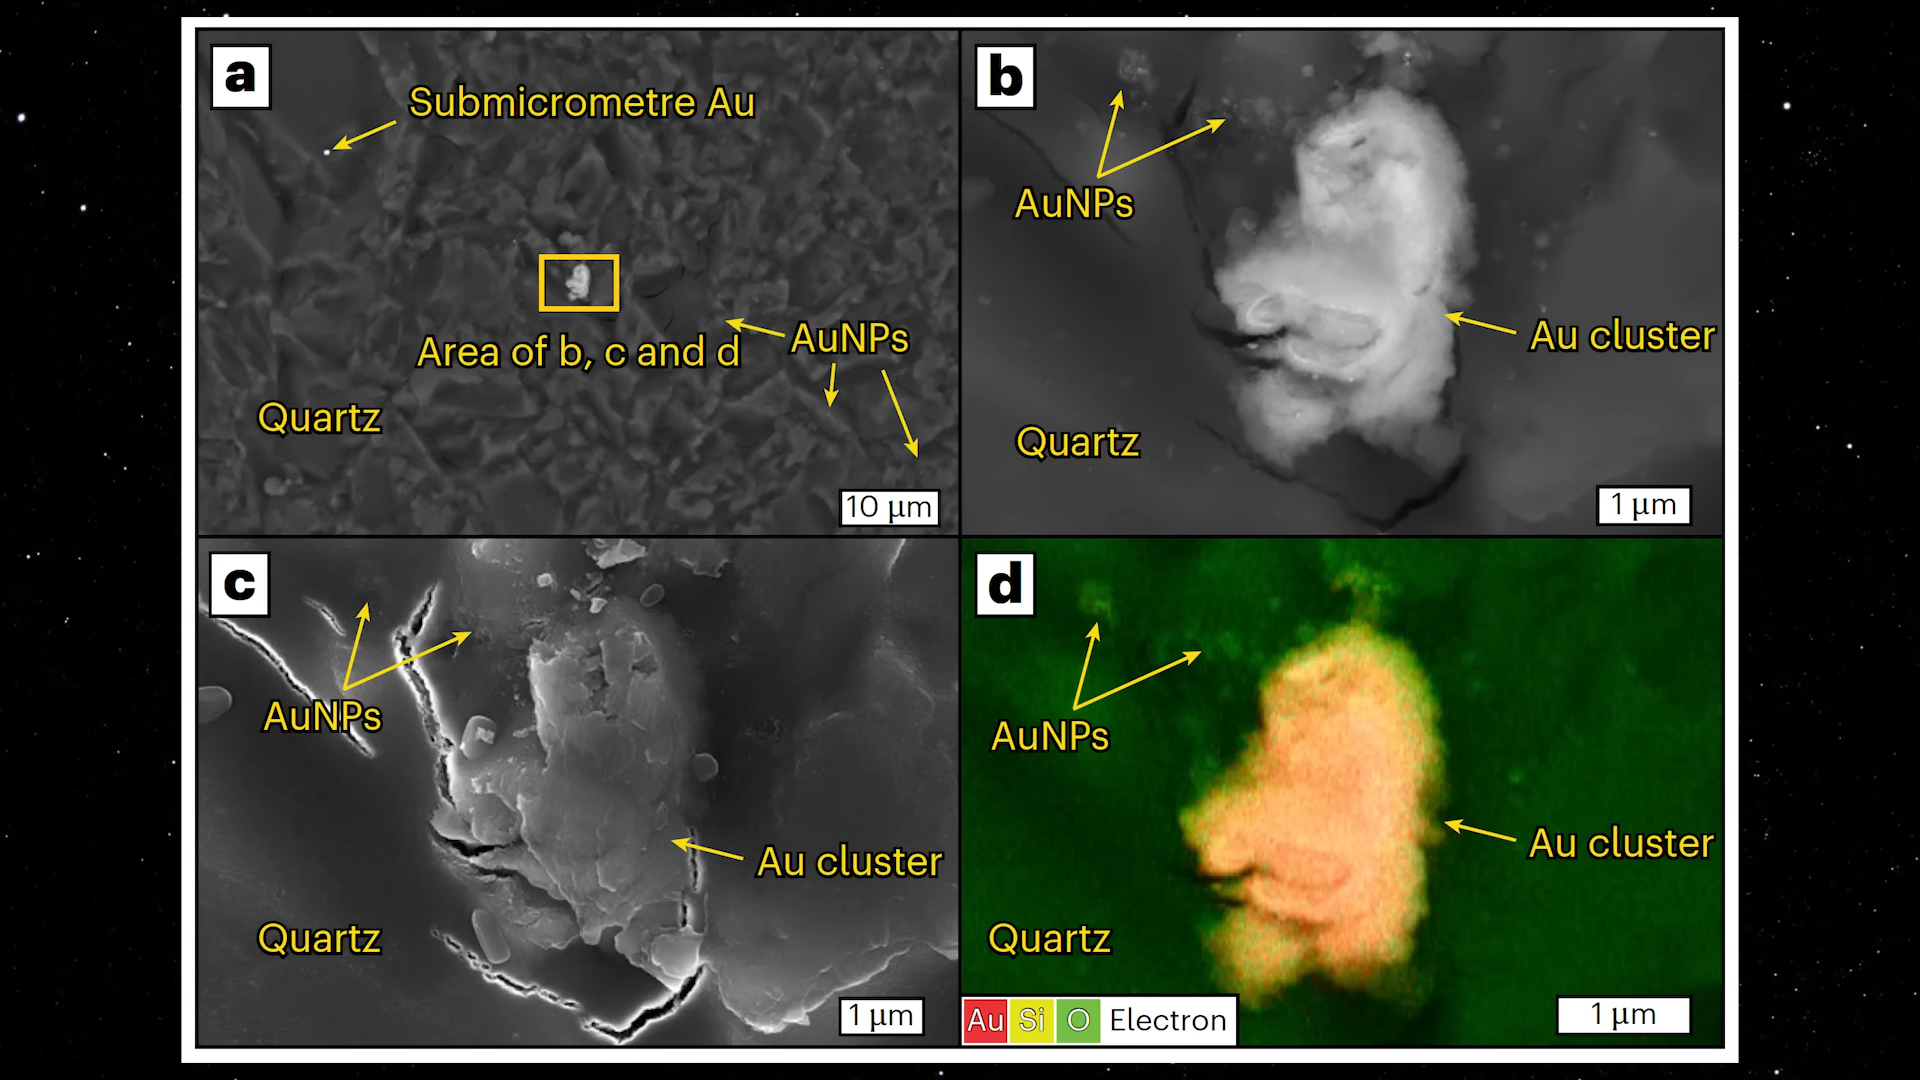 a
Submicrometre Au
Area of b, c and d
AuNPs
Quartz
10 µm
b
AuNPs
Au cluster
Quartz
1 µm
c
AuNPs
Au cluster
Quartz
1 µm
d
AuNPs
Au cluster
Quartz
Au Si O Electron
1 µm